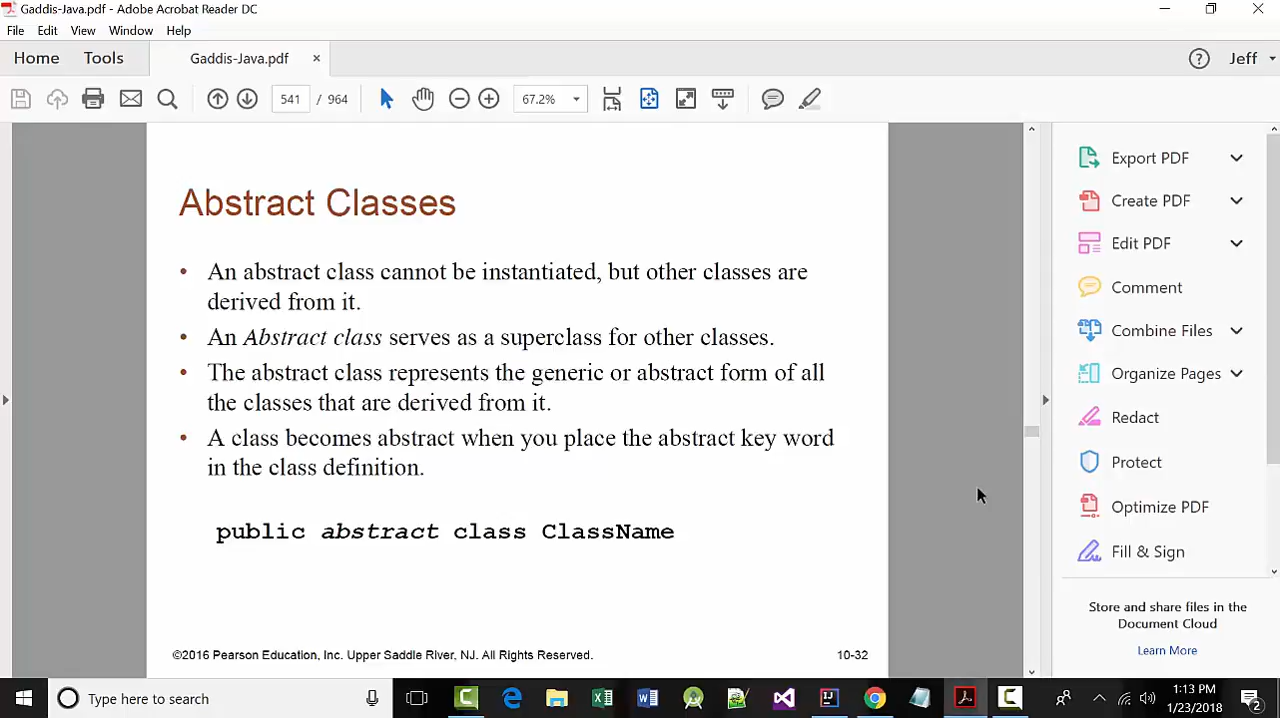 Gaddis-Java.pdf - Adobe Acrobat Reader DC
File Edit View Window Help
Home Tools Gaddis-Java.pdf × ? Jeff
541 / 964 67.2%
Abstract Classes
• An abstract class cannot be instantiated, but other classes are
derived from it.
• An Abstract class serves as a superclass for other classes.
• The abstract class represents the generic or abstract form of all
the classes that are derived from it.
• A class becomes abstract when you place the abstract key word
in the class definition.
public abstract class ClassName
©2016 Pearson Education, Inc. Upper Saddle River, NJ. All Rights Reserved. 10-32
Export PDF
Create PDF
Edit PDF
Comment
Combine Files
Organize Pages
Redact
Protect
Optimize PDF
Fill & Sign
Store and share files in the
Document Cloud
Learn More
Type here to search
1:13 PM
1/23/2018
2